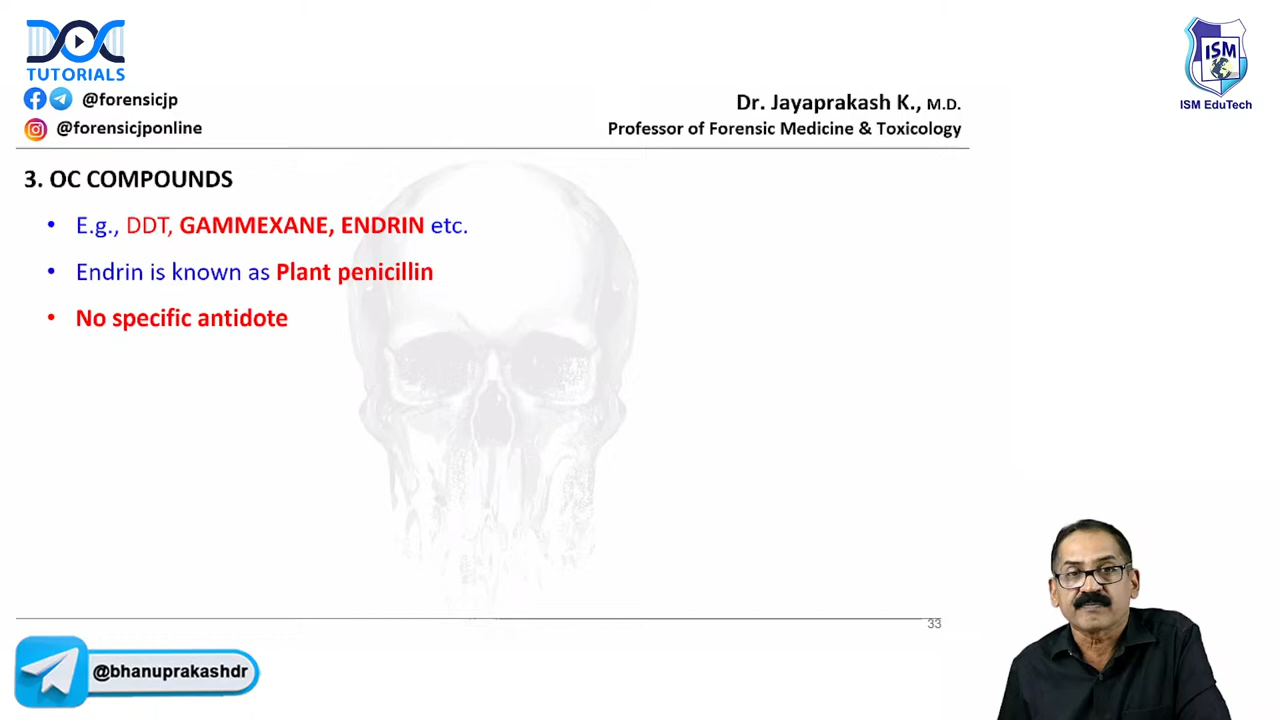 DOC
TUTORIALS
@forensicjp
@forensicjponline
Dr. Jayaprakash K., M.D.
Professor of Forensic Medicine & Toxicology
ISM
ISM EduTech
3. OC COMPOUNDS
• E.g., DDT, GAMMEXANE, ENDRIN etc.
• Endrin is known as Plant penicillin
• No specific antidote
33
@bhanuprakashdr